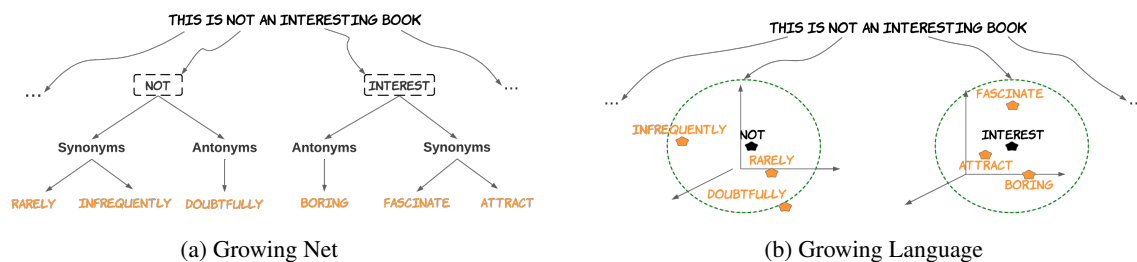 THIS IS NOT AN INTERESTING BOOK
... NOT INTEREST ...
Synonyms Antonyms Antonyms Synonyms
RARELY INFREQUENTLY DOUBTFULLY BORING FASCINATE ATTRACT
(a) Growing Net
THIS IS NOT AN INTERESTING BOOK
... ...
FASCINATE
INFREQUENTLY NOT INTEREST
RARELY ATTRACT
DOUBTFULLY BORING
(b) Growing Language